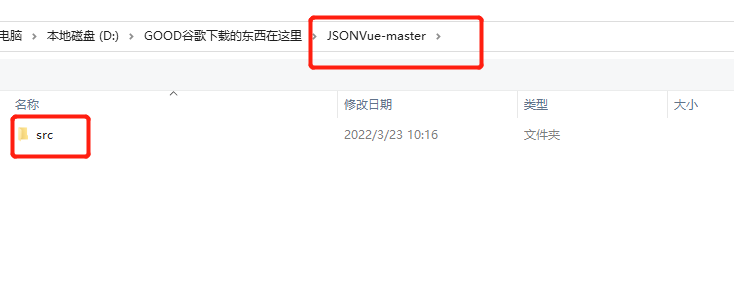 电脑 › 本地磁盘 (D:) › GOOD谷歌下载的东西在这里 › JSONVue-master ›
名称 修改日期 类型 大小
src 2022/3/23 10:16 文件夹